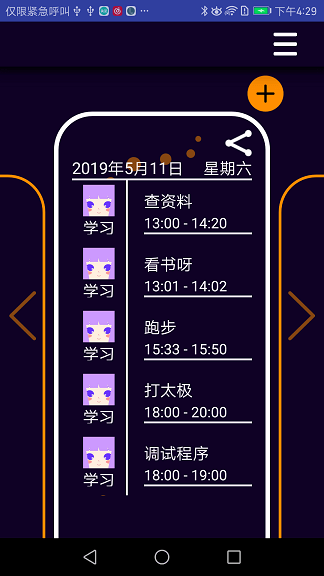 仅限紧急呼叫 下午4:29
2019年5月11日 星期六
查资料
学习 13:00 - 14:20
看书呀
学习 13:01 - 14:02
跑步
学习 15:33 - 15:50
打太极
学习 18:00 - 20:00
调试程序
学习 18:00 - 19:00